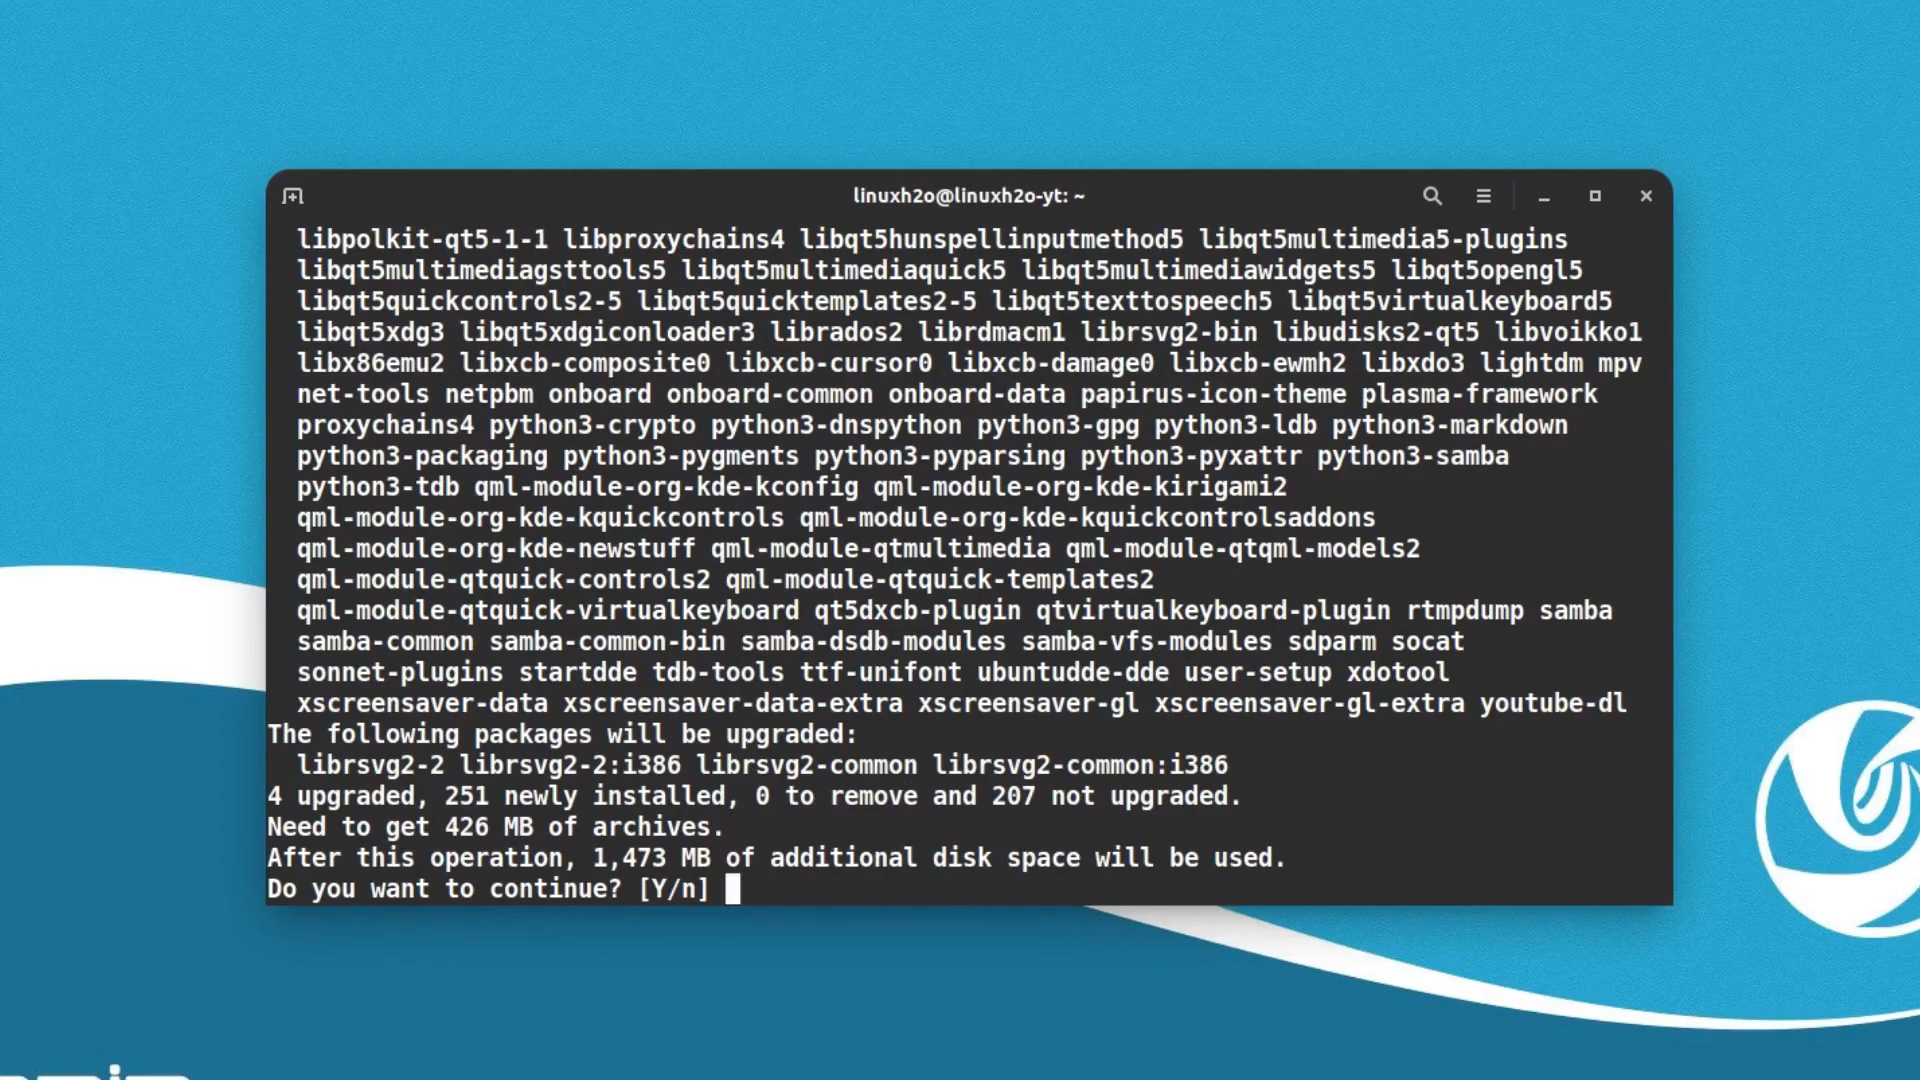 linuxh2o@linuxh2o-yt: ~
libpolkit-qt5-1-1 libproxychains4 libqt5hunspellinputmethod5 libqt5multimedia5-plugins
libqt5multimediagsttools5 libqt5multimediaquick5 libqt5multimediawidgets5 libqt5opengl5
libqt5quickcontrols2-5 libqt5quicktemplates2-5 libqt5texttospeech5 libqt5virtualkeyboard5
libqt5xdg3 libqt5xdgiconloader3 librados2 librdmacm1 librsvg2-bin libudisks2-qt5 libvoikko1
libx86emu2 libxcb-composite0 libxcb-cursor0 libxcb-damage0 libxcb-ewmh2 libxdo3 lightdm mpv
net-tools netpbm onboard onboard-common onboard-data papirus-icon-theme plasma-framework
proxychains4 python3-crypto python3-dnspython python3-gpg python3-ldb python3-markdown
python3-packaging python3-pygments python3-pyparsing python3-pyxattr python3-samba
python3-tdb qml-module-org-kde-kconfig qml-module-org-kde-kirigami2
qml-module-org-kde-kquickcontrols qml-module-org-kde-kquickcontrolsaddons
qml-module-org-kde-newstuff qml-module-qtmultimedia qml-module-qtqml-models2
qml-module-qtquick-controls2 qml-module-qtquick-templates2
qml-module-qtquick-virtualkeyboard qt5dxcb-plugin qtvirtualkeyboard-plugin rtmpdump samba
samba-common samba-common-bin samba-dsdb-modules samba-vfs-modules sdparm socat
sonnet-plugins startdde tdb-tools ttf-unifont ubuntudde-dde user-setup xdotool
xscreensaver-data xscreensaver-data-extra xscreensaver-gl xscreensaver-gl-extra youtube-dl
The following packages will be upgraded:
librsvg2-2 librsvg2-2:i386 librsvg2-common librsvg2-common:i386
4 upgraded, 251 newly installed, 0 to remove and 207 not upgraded.
Need to get 426 MB of archives.
After this operation, 1,473 MB of additional disk space will be used.
Do you want to continue? [Y/n]